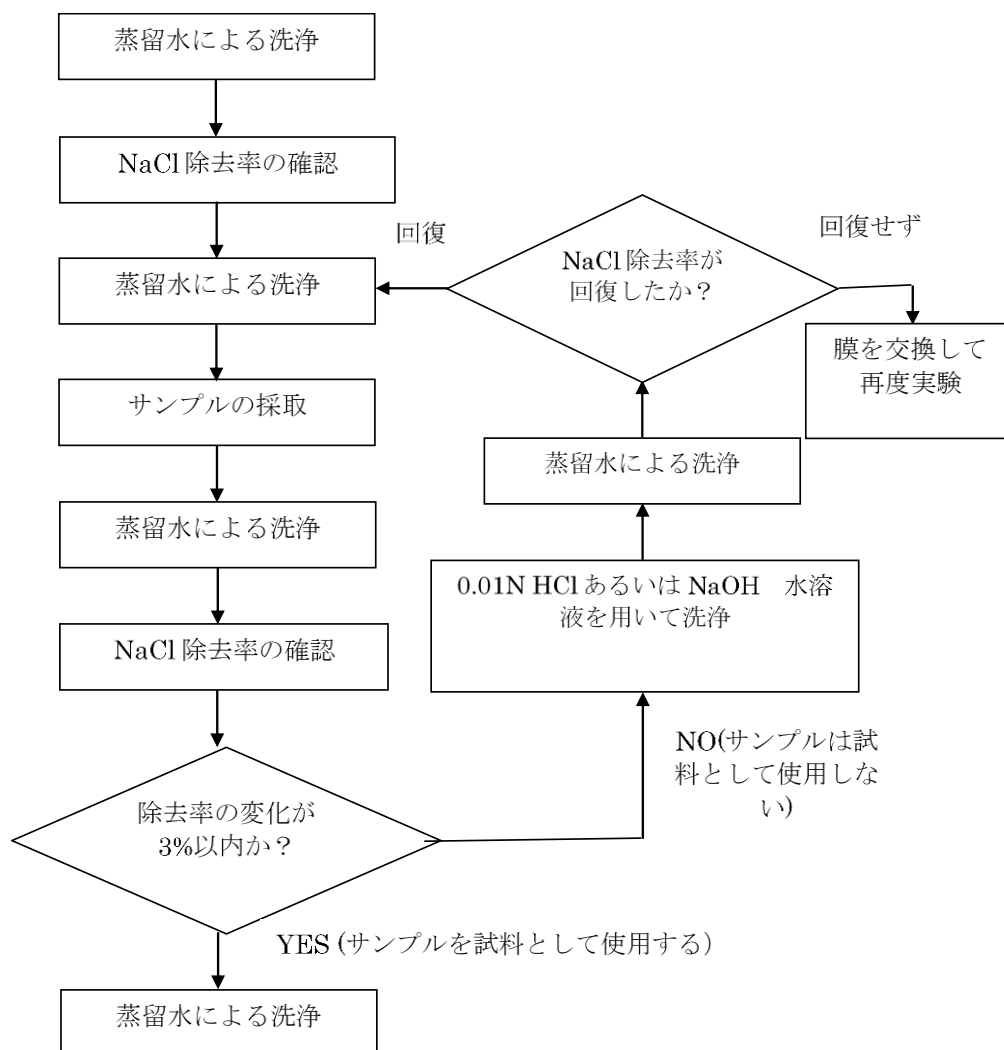 蒸留水による洗浄
NaCl 除去率の確認
蒸留水による洗浄
サンプルの採取
蒸留水による洗浄
NaCl 除去率の確認
除去率の変化が
3%以内か？
YES (サンプルを試料として使用する)
蒸留水による洗浄
NO(サンプルは試
料として使用しな
い)
0.01N HCl あるいは NaOH　水溶
液を用いて洗浄
蒸留水による洗浄
NaCl 除去率が
回復したか？
回復
回復せず
膜を交換して
再度実験